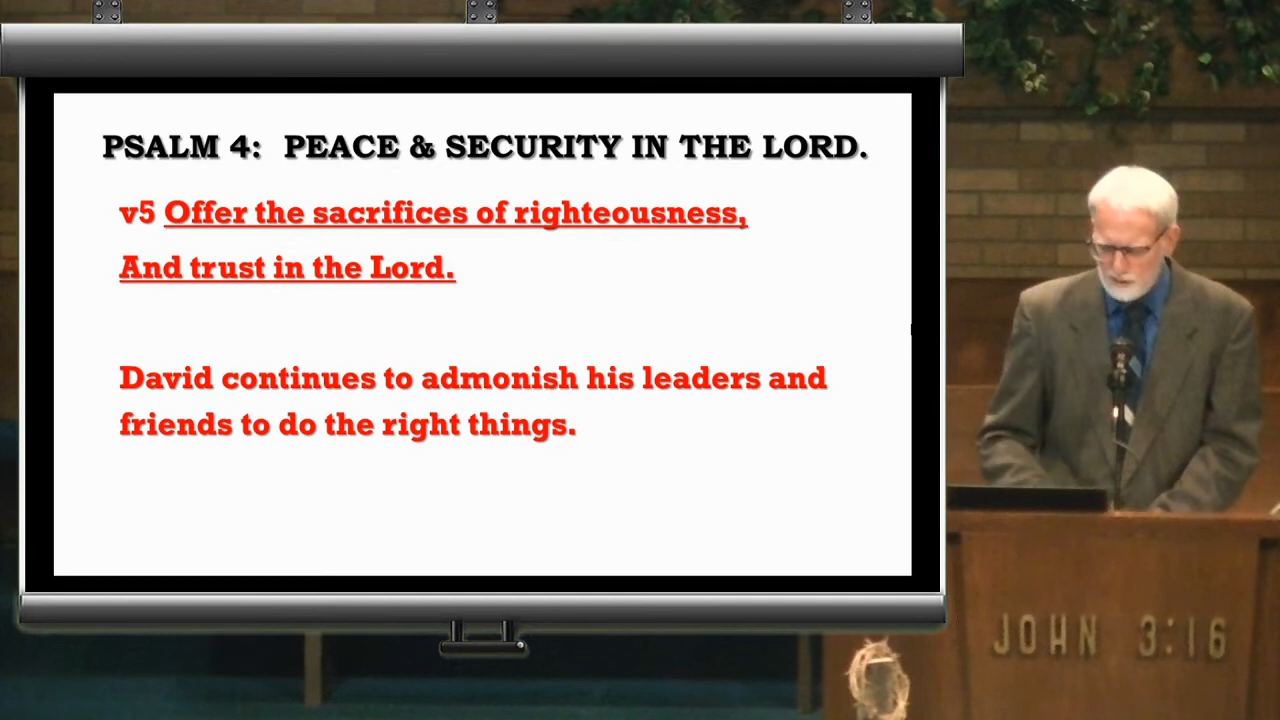 PSALM 4: PEACE & SECURITY IN THE LORD.
v5 Offer the sacrifices of righteousness,
And trust in the Lord.
David continues to admonish his leaders and
friends to do the right things.
JOHN 3:16